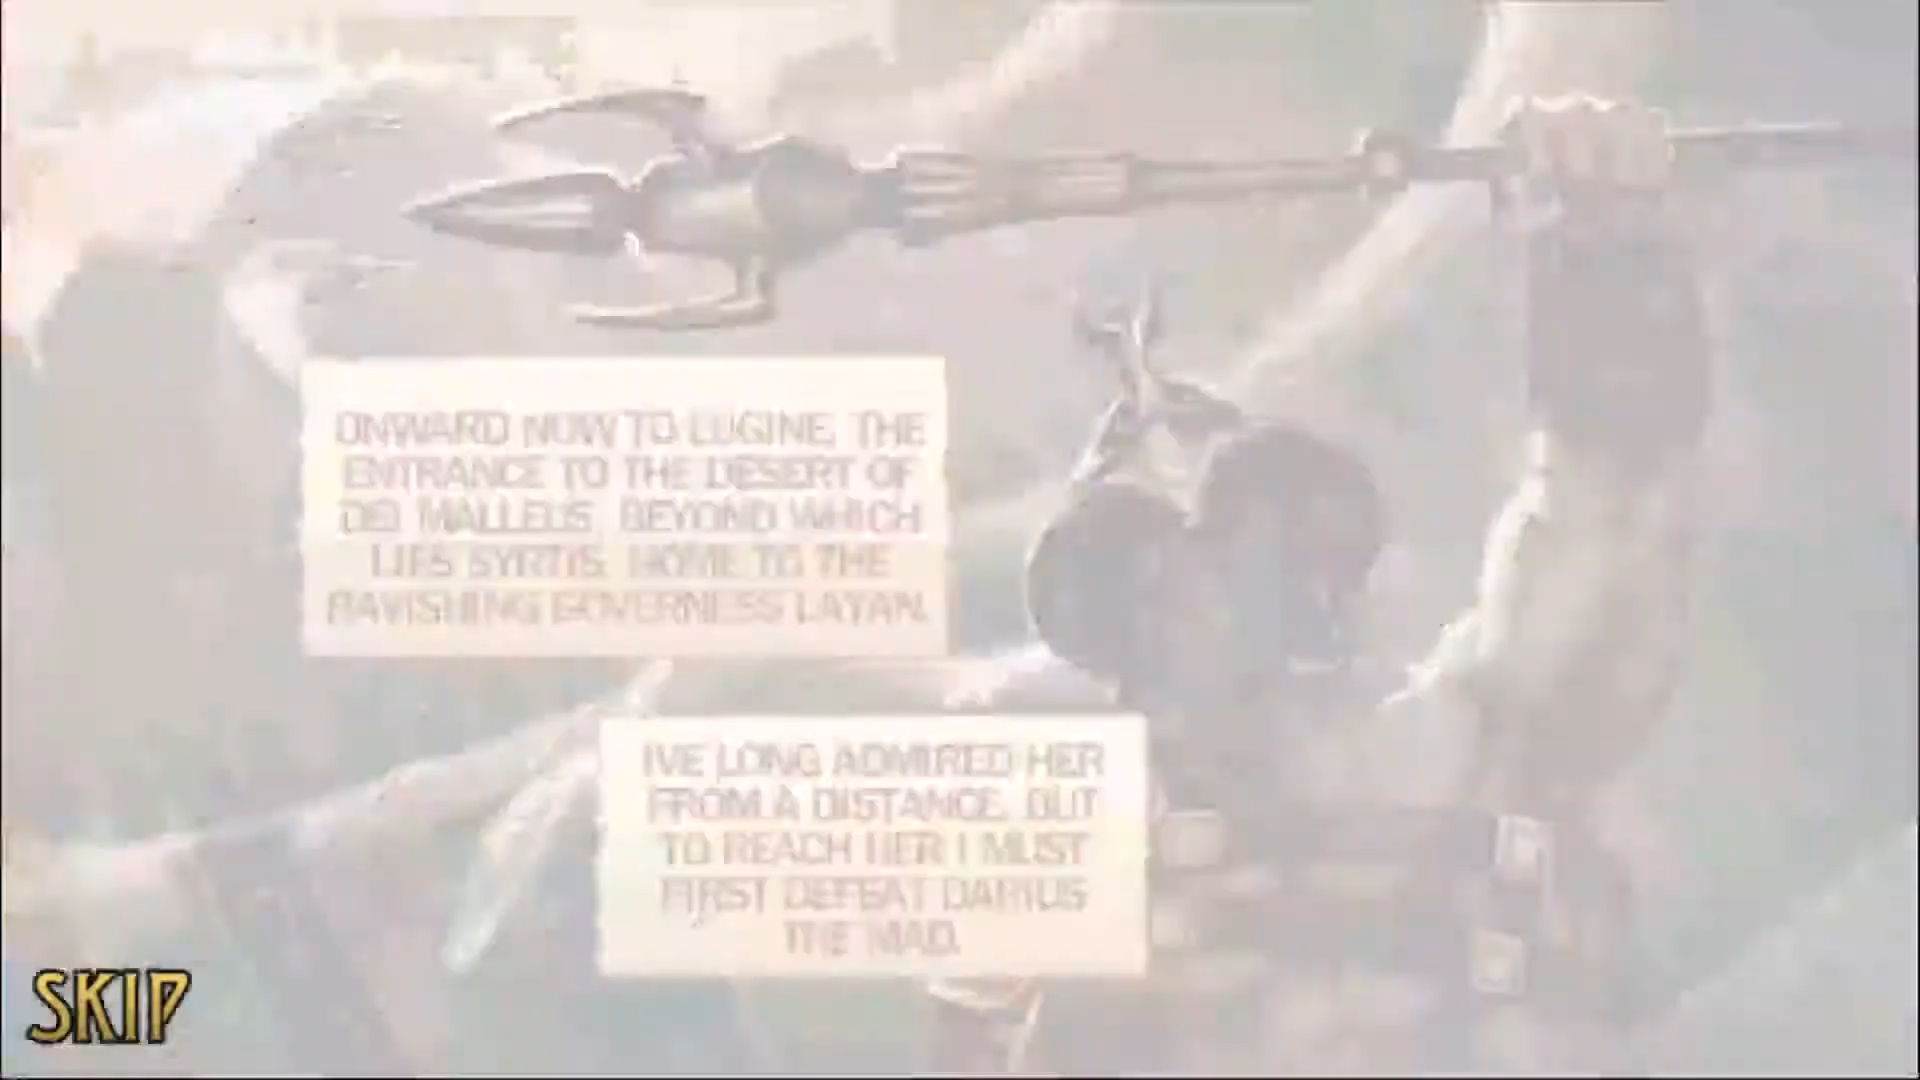 ONWARD NOW TO LUGINE, THE
ENTRANCE TO THE DESERT OF
DEI MALLEUS, BEYOND WHICH
LIES SYRTIS, HOME TO THE
RAVISHING GOVERNESS LAYAN.
I'VE LONG ADMIRED HER
FROM A DISTANCE, BUT
TO REACH HER I MUST
FIRST DEFEAT DARIUS
THE MAD.
SKIP